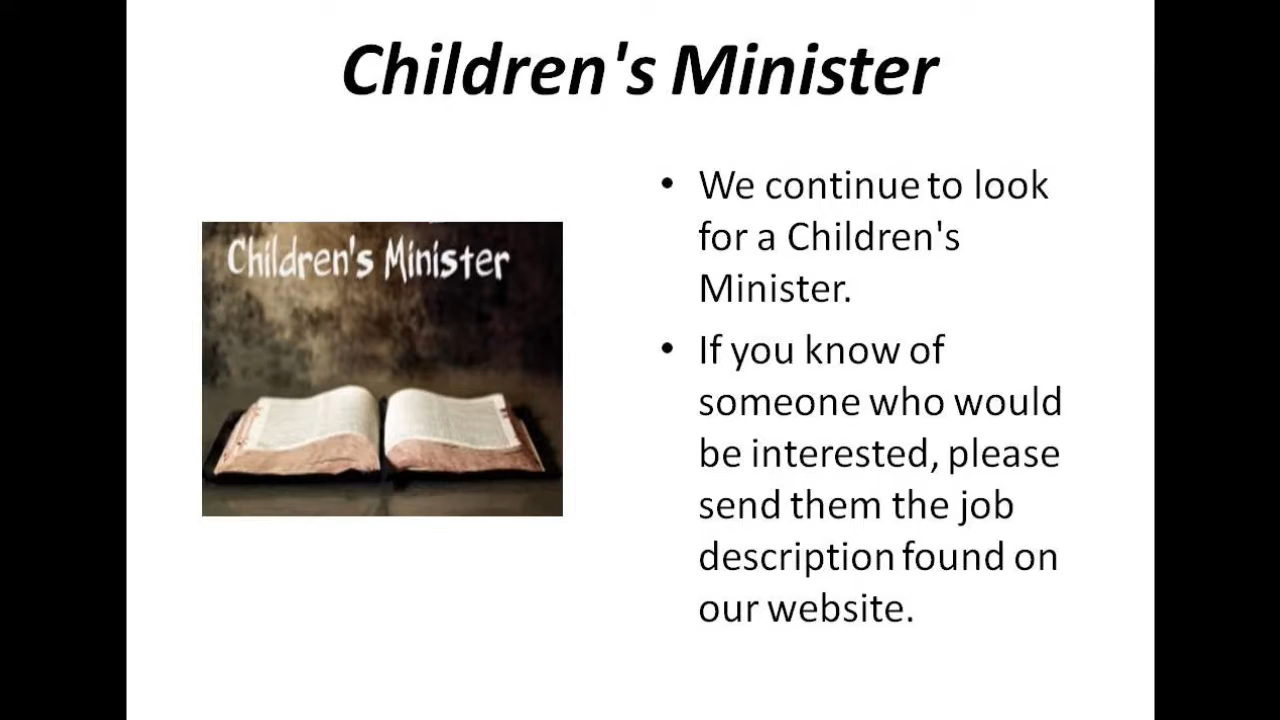 Children's Minister
Children's Minister
• We continue to look
for a Children's
Minister.
• If you know of
someone who would
be interested, please
send them the job
description found on
our website.